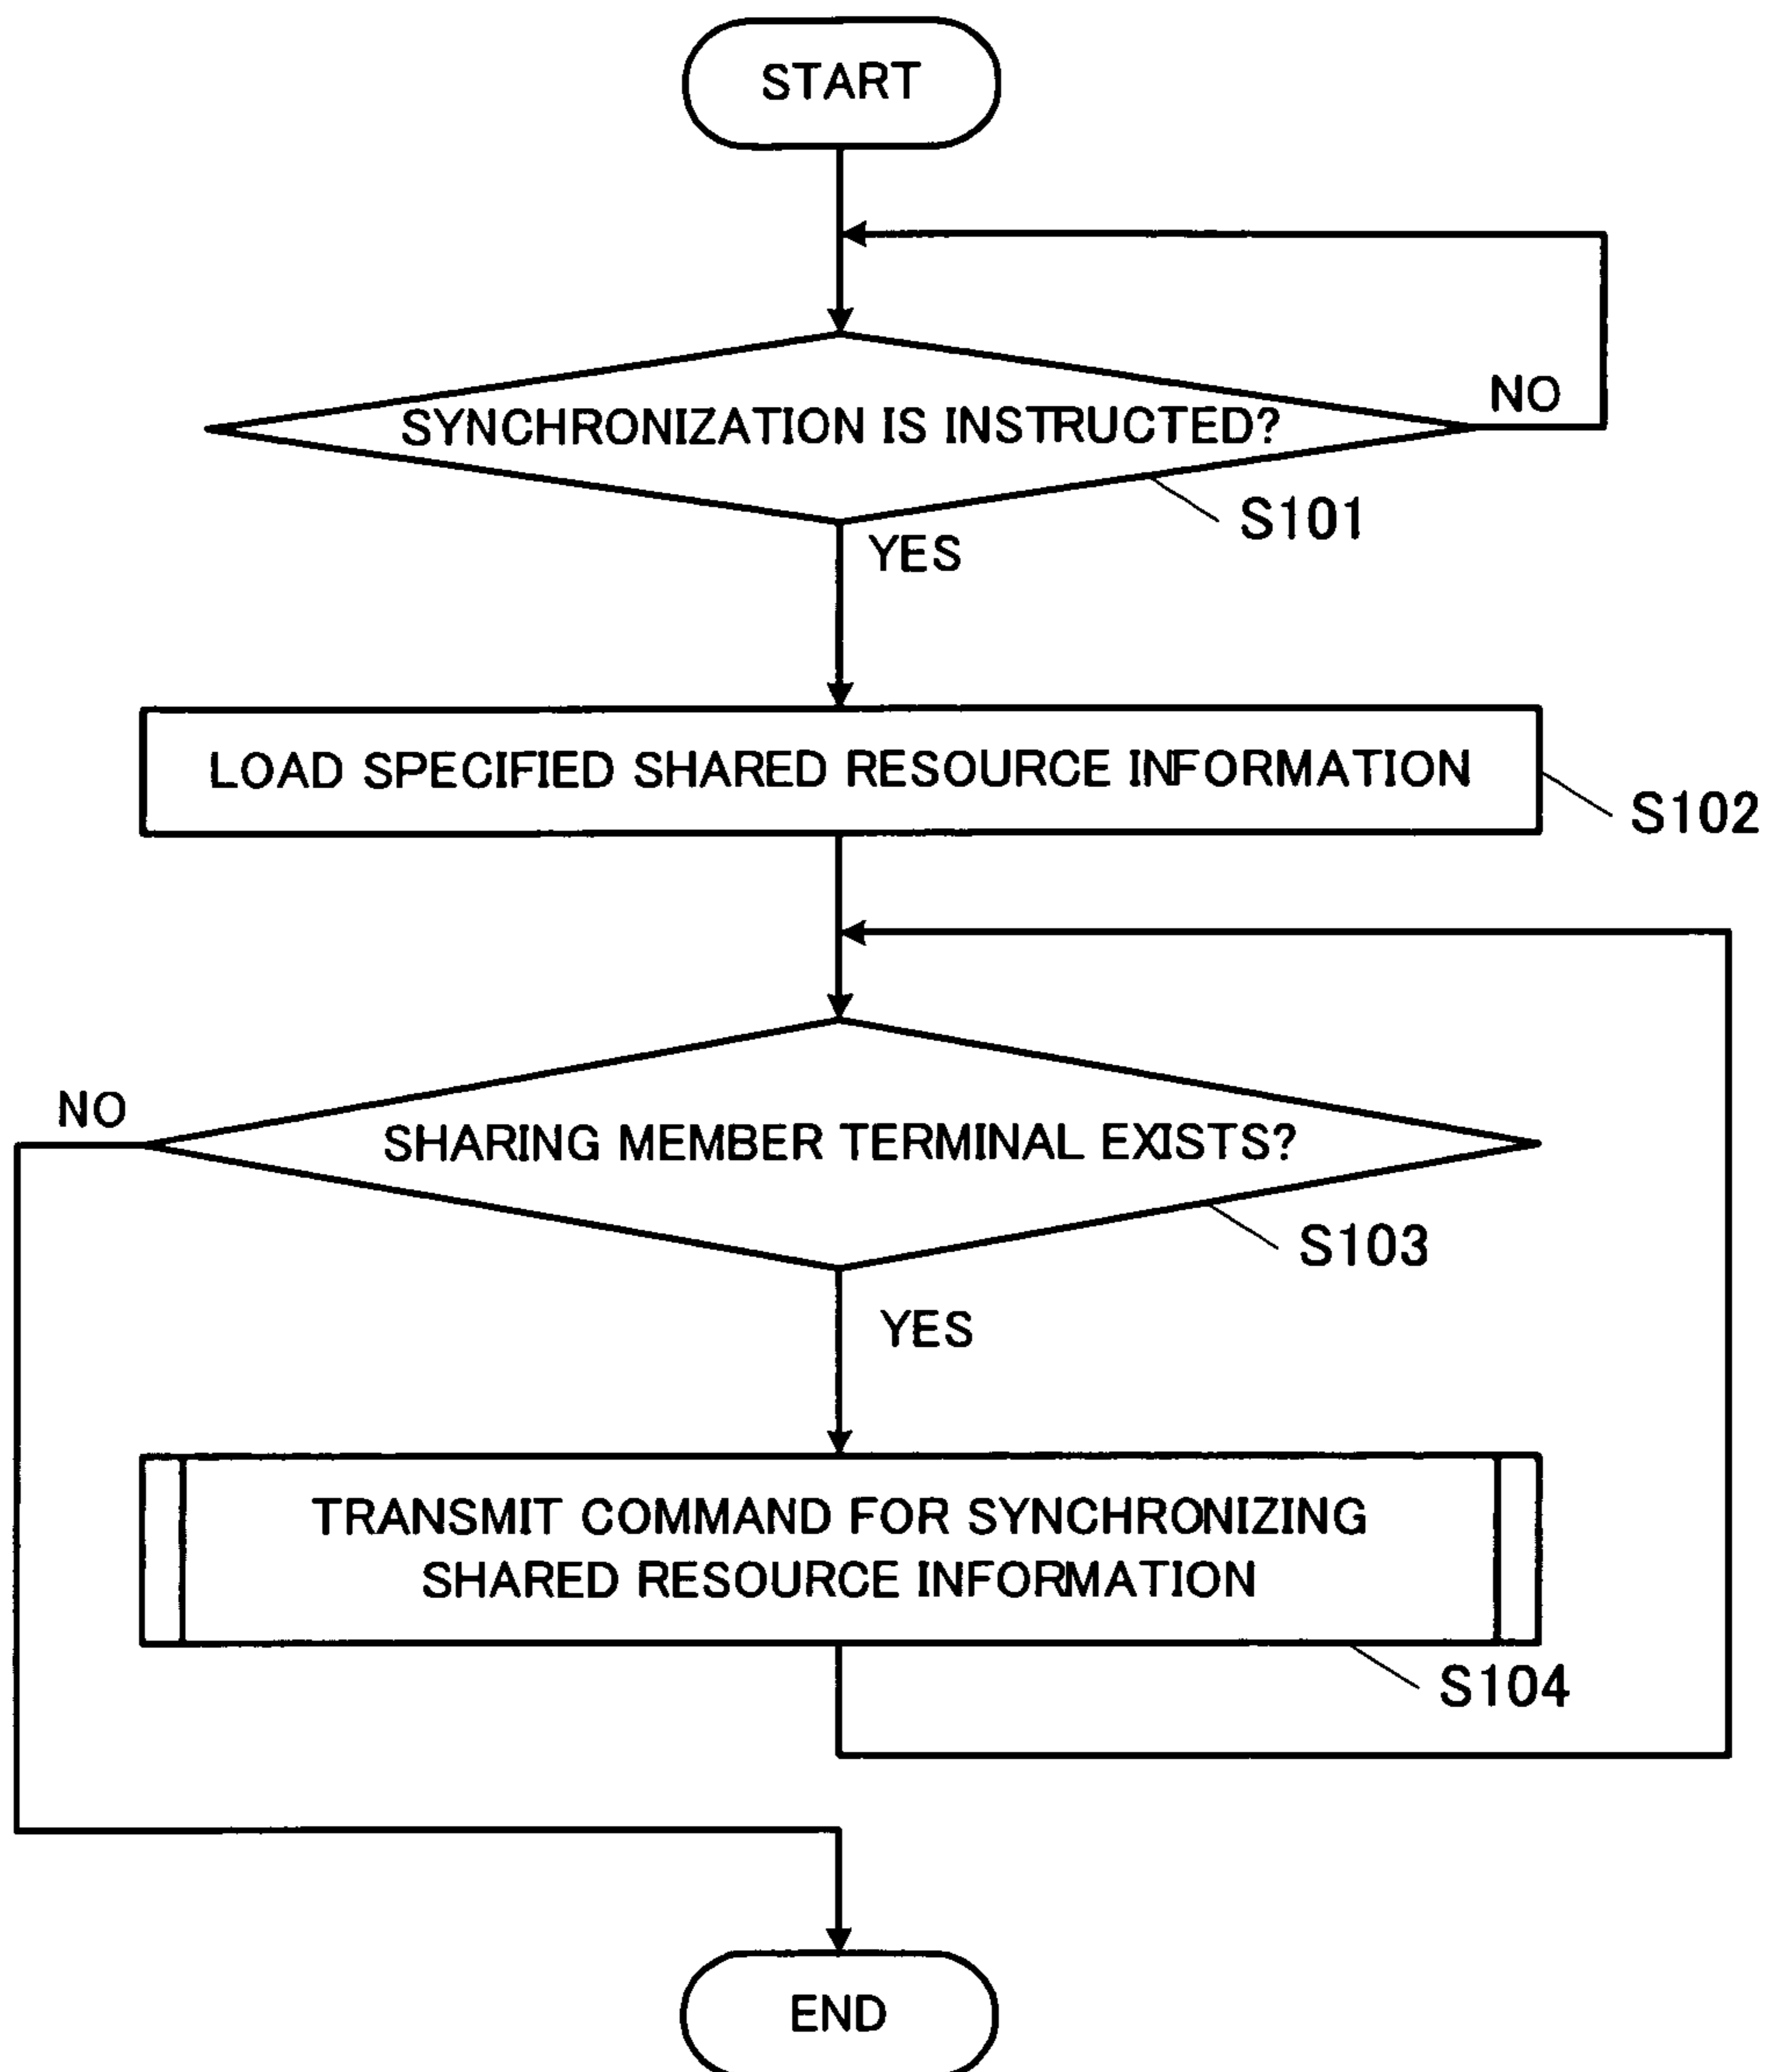 START
NO
SYNCHRONIZATION IS INSTRUCTED?
S101
YES
LOAD SPECIFIED SHARED RESOURCE INFORMATION
S102
NO
SHARING MEMBER TERMINAL EXISTS?
S103
YES
TRANSMIT COMMAND FOR SYNCHRONIZING
SHARED RESOURCE INFORMATION
S104
END